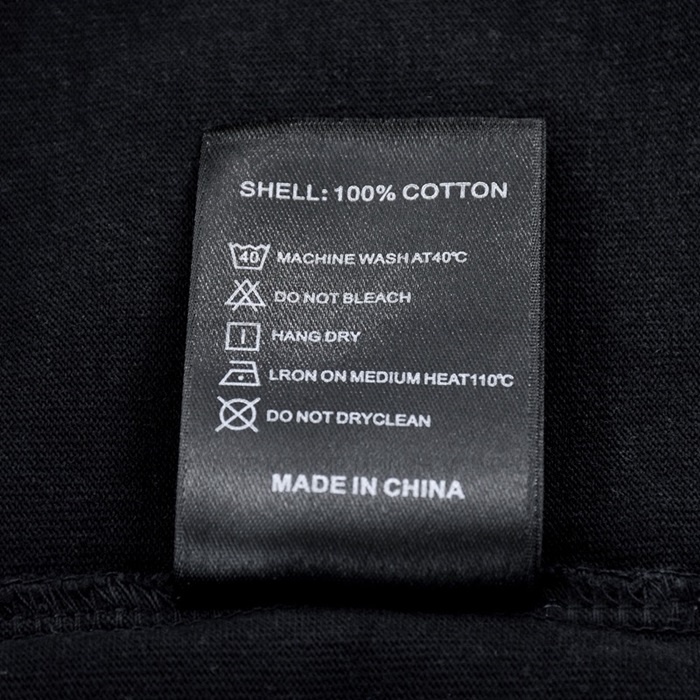 SHELL: 100% COTTON
40 MACHINE WASH AT40℃
DO NOT BLEACH
HANG DRY
LRON ON MEDIUM HEAT110℃
DO NOT DRYCLEAN
MADE IN CHINA